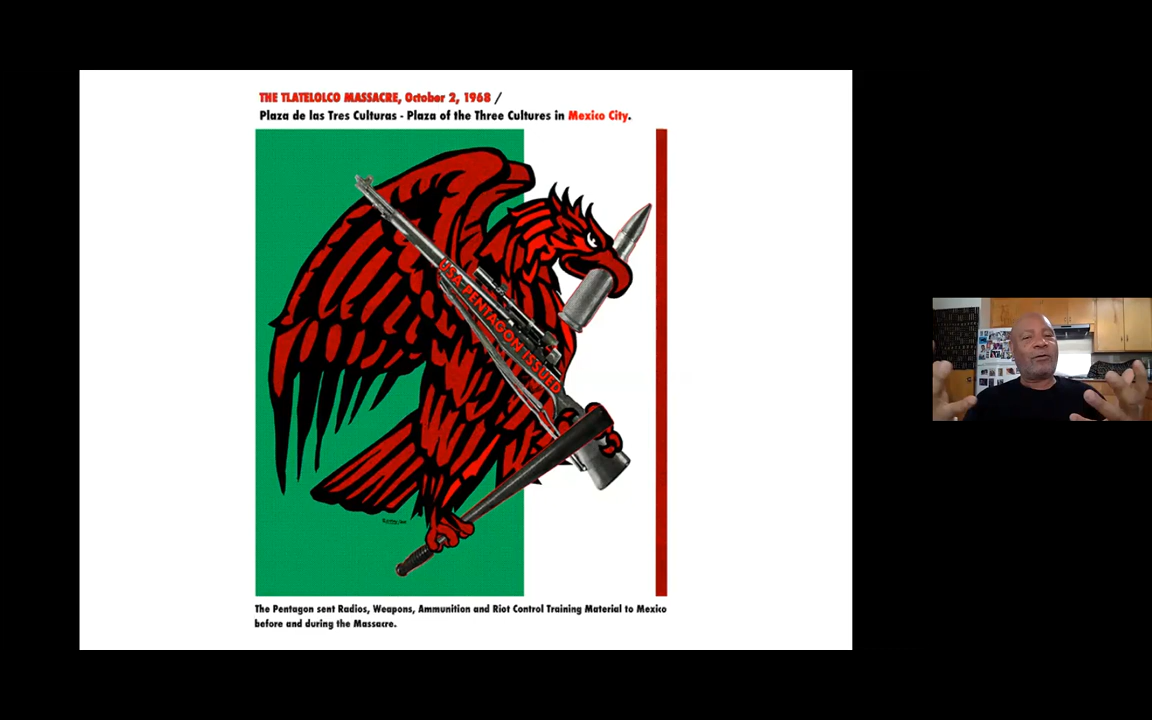 THE TLATELOLCO MASSACRE, October 2, 1968 /
Plaza de las Tres Culturas - Plaza of the Three Cultures in Mexico City.
USA-PENTAGON ISSUED
The Pentagon sent Radios, Weapons, Ammunition and Riot Control Training Material to Mexico
before and during the Massacre.